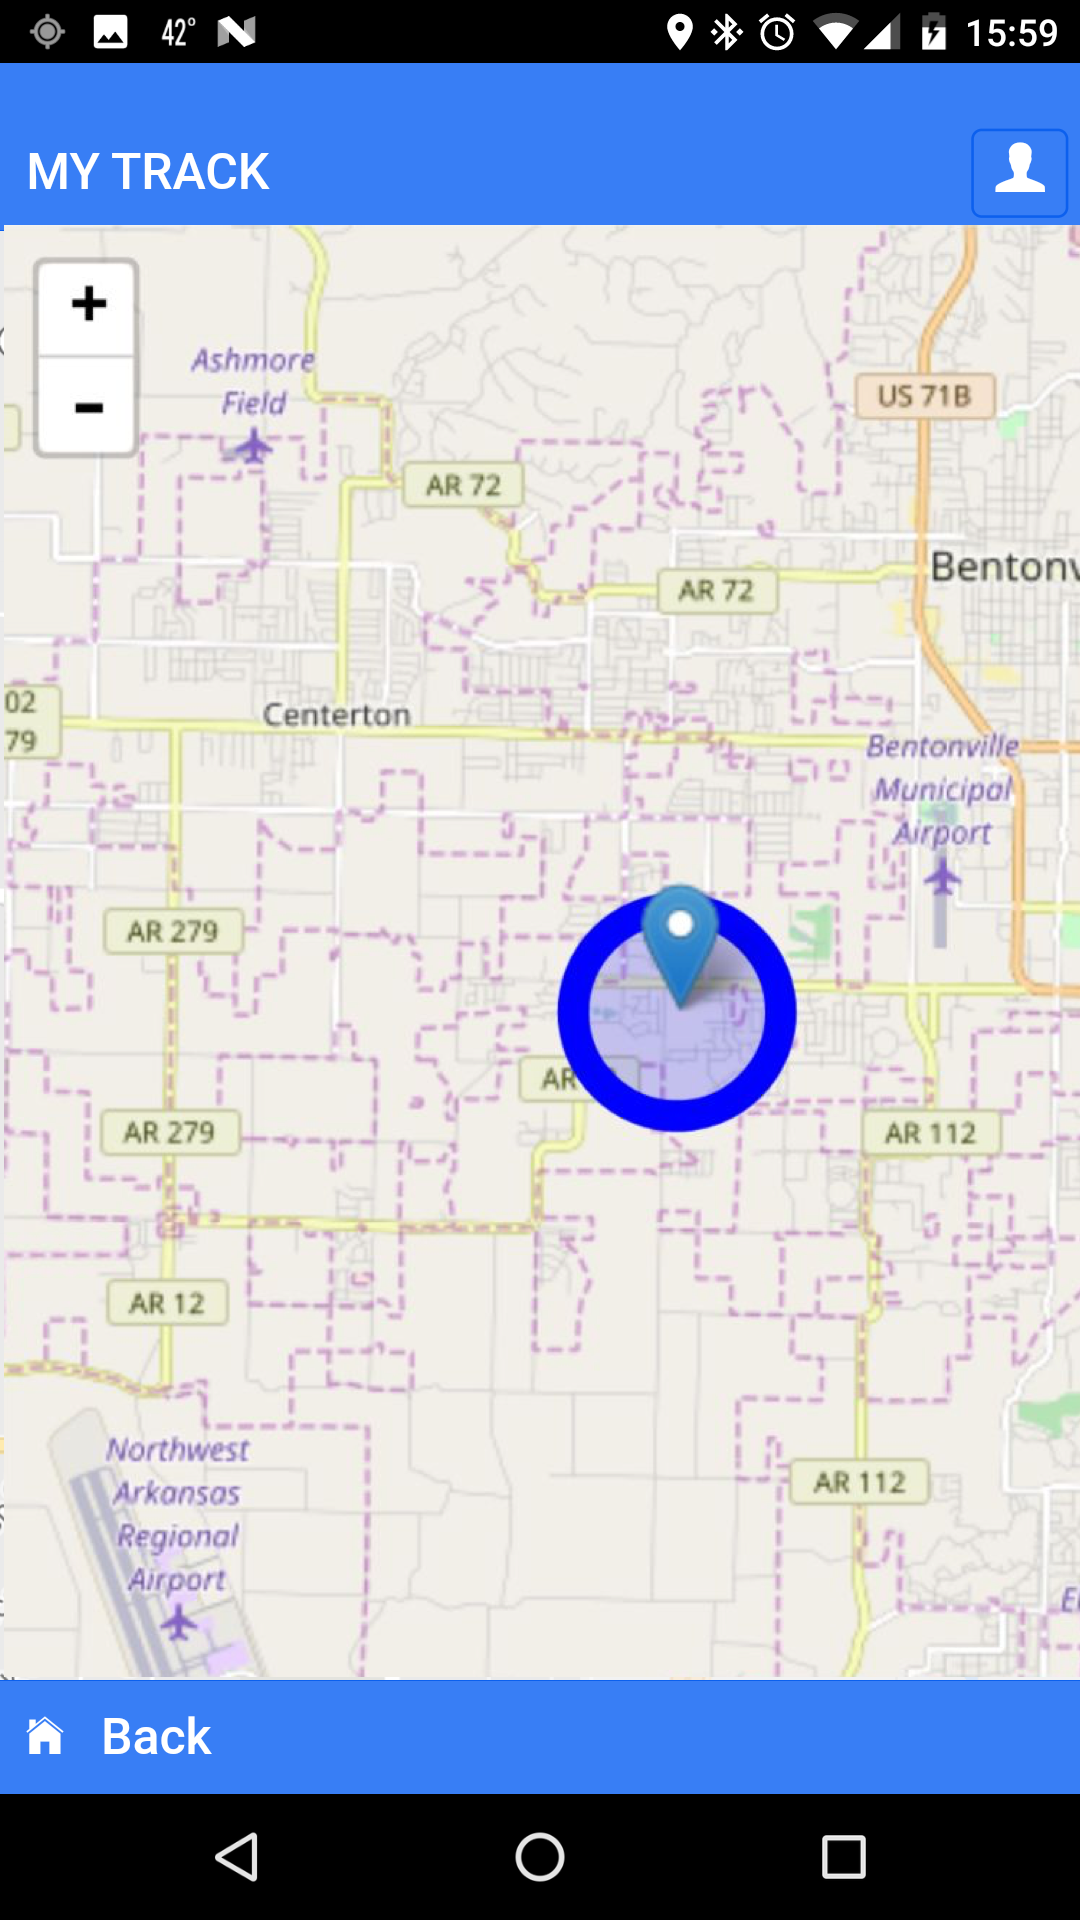 42°
15:59
MY TRACK
+
-
Ashmore
Field
US 71B
AR 72
Bentonv
AR 72
02
79
Centerton
Bentonville
Municipal
Airport
AR 279
AR
AR 279
AR 112
AR 12
Northwest
Arkansas
Regional
Airport
AR 112
Back